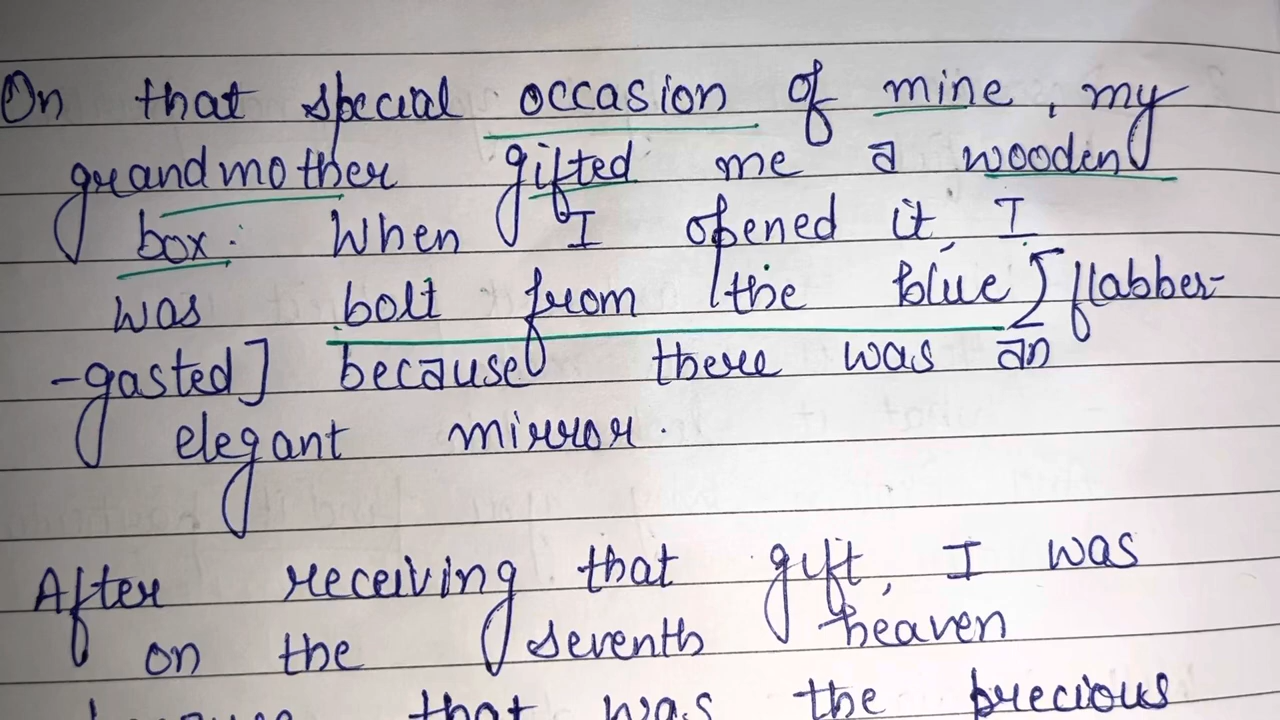 On that special occasion of mine, my
grandmother gifted me a wooden
box. When I opened it, I
was bolt from the blue [flabber-
-gasted] because there was an
elegant mirror.
After receiving that gift, I was
on the seventh heaven
because that was the precious